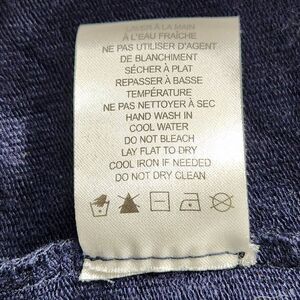 LAVER À LA MAIN
À L'EAU FRAÎCHE
NE PAS UTILISER D'AGENT
DE BLANCHIMENT
SÉCHER À PLAT
REPASSER À BASSE
TEMPÉRATURE
NE PAS NETTOYER À SEC
HAND WASH IN
COOL WATER
DO NOT BLEACH
LAY FLAT TO DRY
COOL IRON IF NEEDED
DO NOT DRY CLEAN